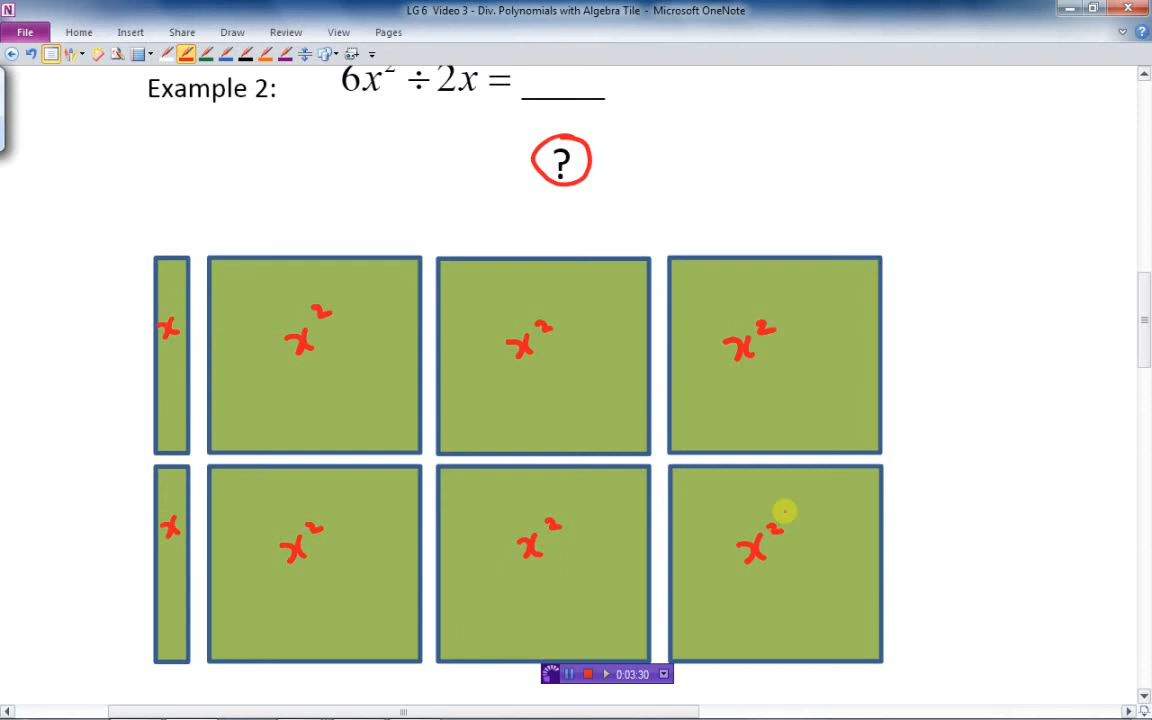 LG 6 Video 3 - Div. Polynomials with Algebra Tile - Microsoft OneNote
File Home Insert Share Draw Review View Pages
Example 2: 6x² ÷ 2x = _____
?
x x² x² x²
x x² x² x²
0:03:30